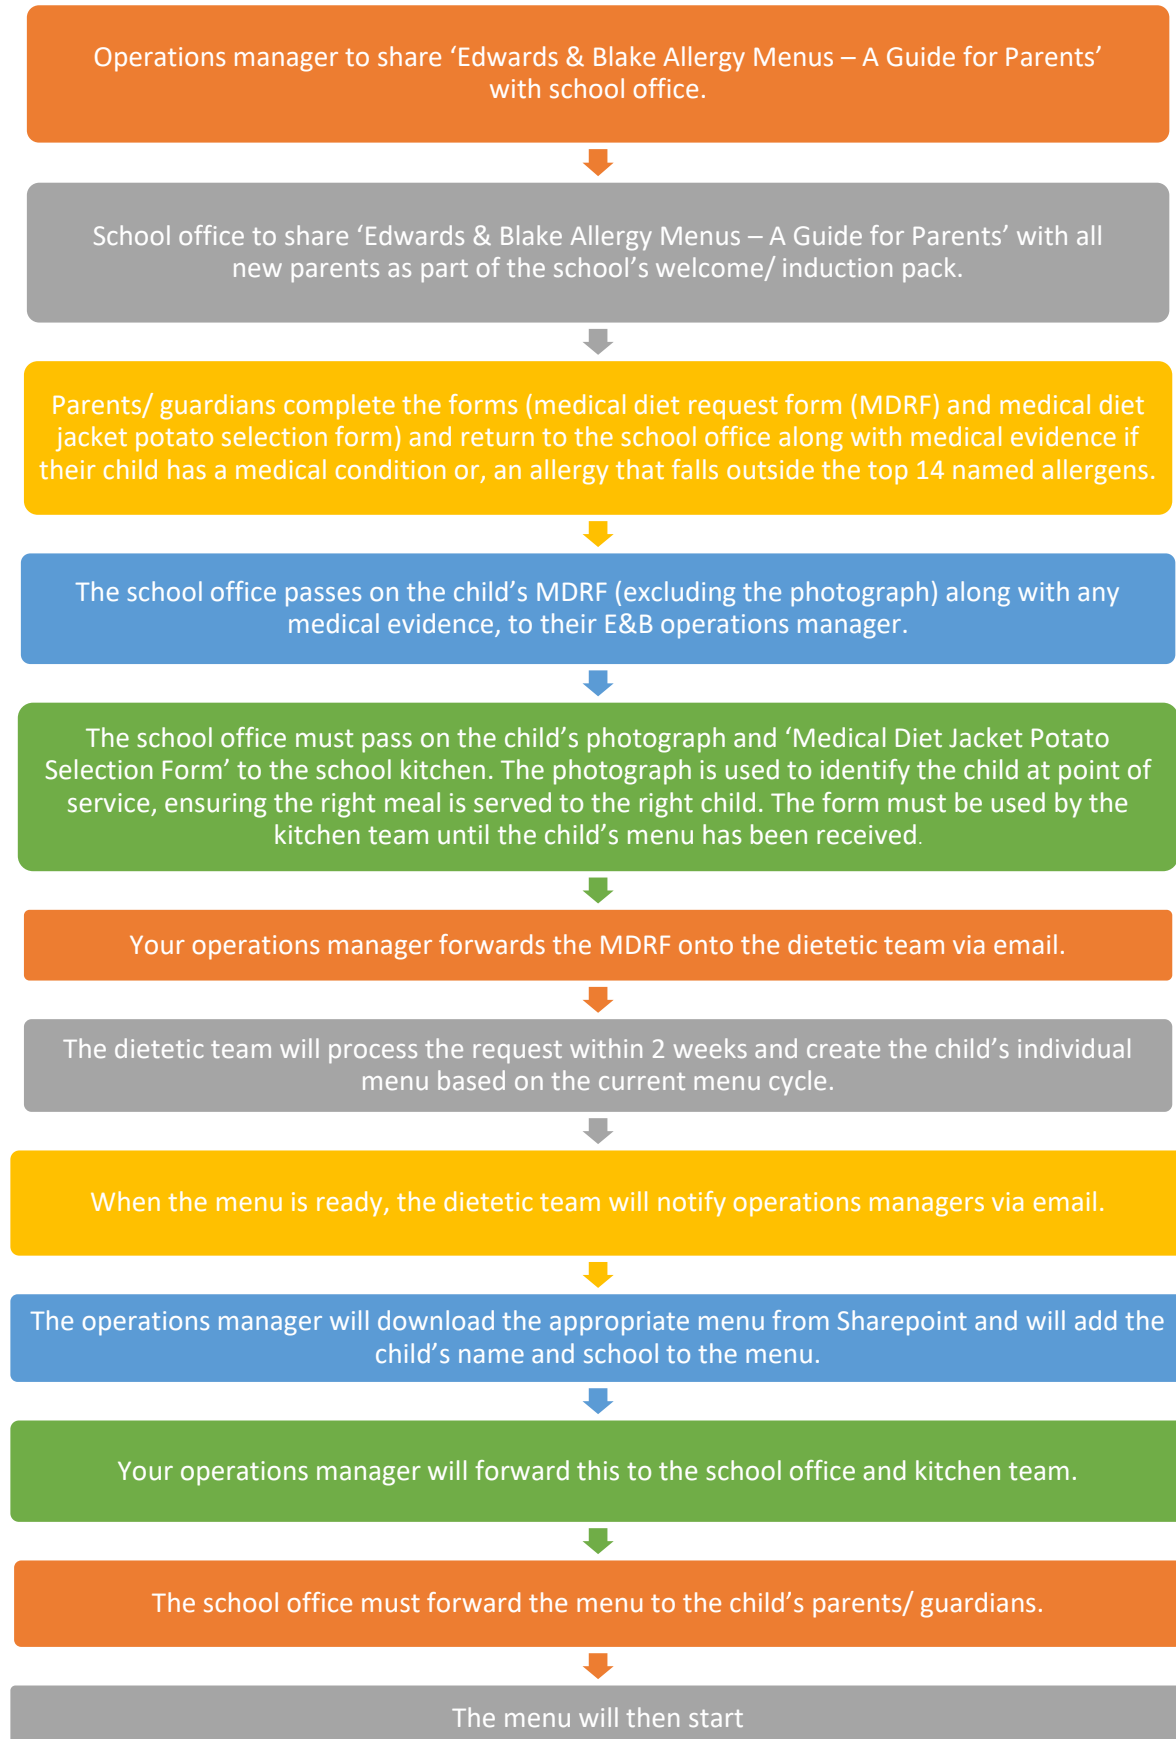 Operations manager to share ‘Edwards & Blake Allergy Menus – A Guide for Parents’
with school office.
School office to share ‘Edwards & Blake Allergy Menus – A Guide for Parents’ with all
new parents as part of the school’s welcome/ induction pack.
Parents/ guardians complete the forms (medical diet request form (MDRF) and medical diet
jacket potato selection form) and return to the school office along with medical evidence if
their child has a medical condition or, an allergy that falls outside the top 14 named allergens.
The school office passes on the child’s MDRF (excluding the photograph) along with any
medical evidence, to their E&B operations manager.
The school office must pass on the child’s photograph and ‘Medical Diet Jacket Potato
Selection Form’ to the school kitchen. The photograph is used to identify the child at point of
service, ensuring the right meal is served to the right child. The form must be used by the
kitchen team until the child’s menu has been received.
Your operations manager forwards the MDRF onto the dietetic team via email.
The dietetic team will process the request within 2 weeks and create the child’s individual
menu based on the current menu cycle.
When the menu is ready, the dietetic team will notify operations managers via email.
The operations manager will download the appropriate menu from Sharepoint and will add the
child’s name and school to the menu.
Your operations manager will forward this to the school office and kitchen team.
The school office must forward the menu to the child’s parents/ guardians.
The menu will then start